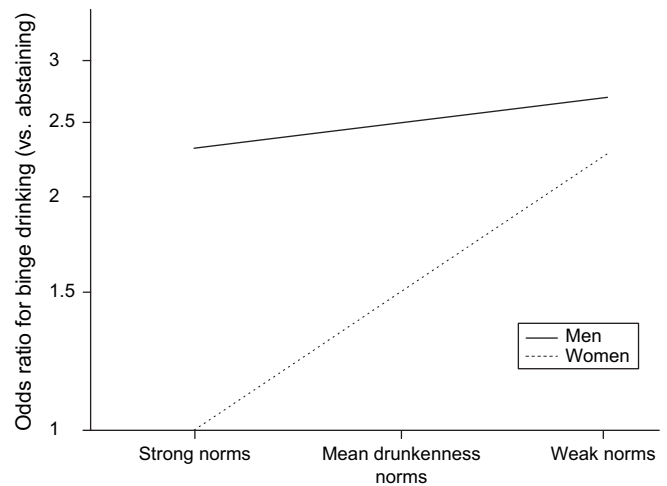 Odds ratio for binge drinking (vs. abstaining)
3
2.5
2
1.5
1
Men
Women
Strong norms
Mean drunkenness
norms
Weak norms